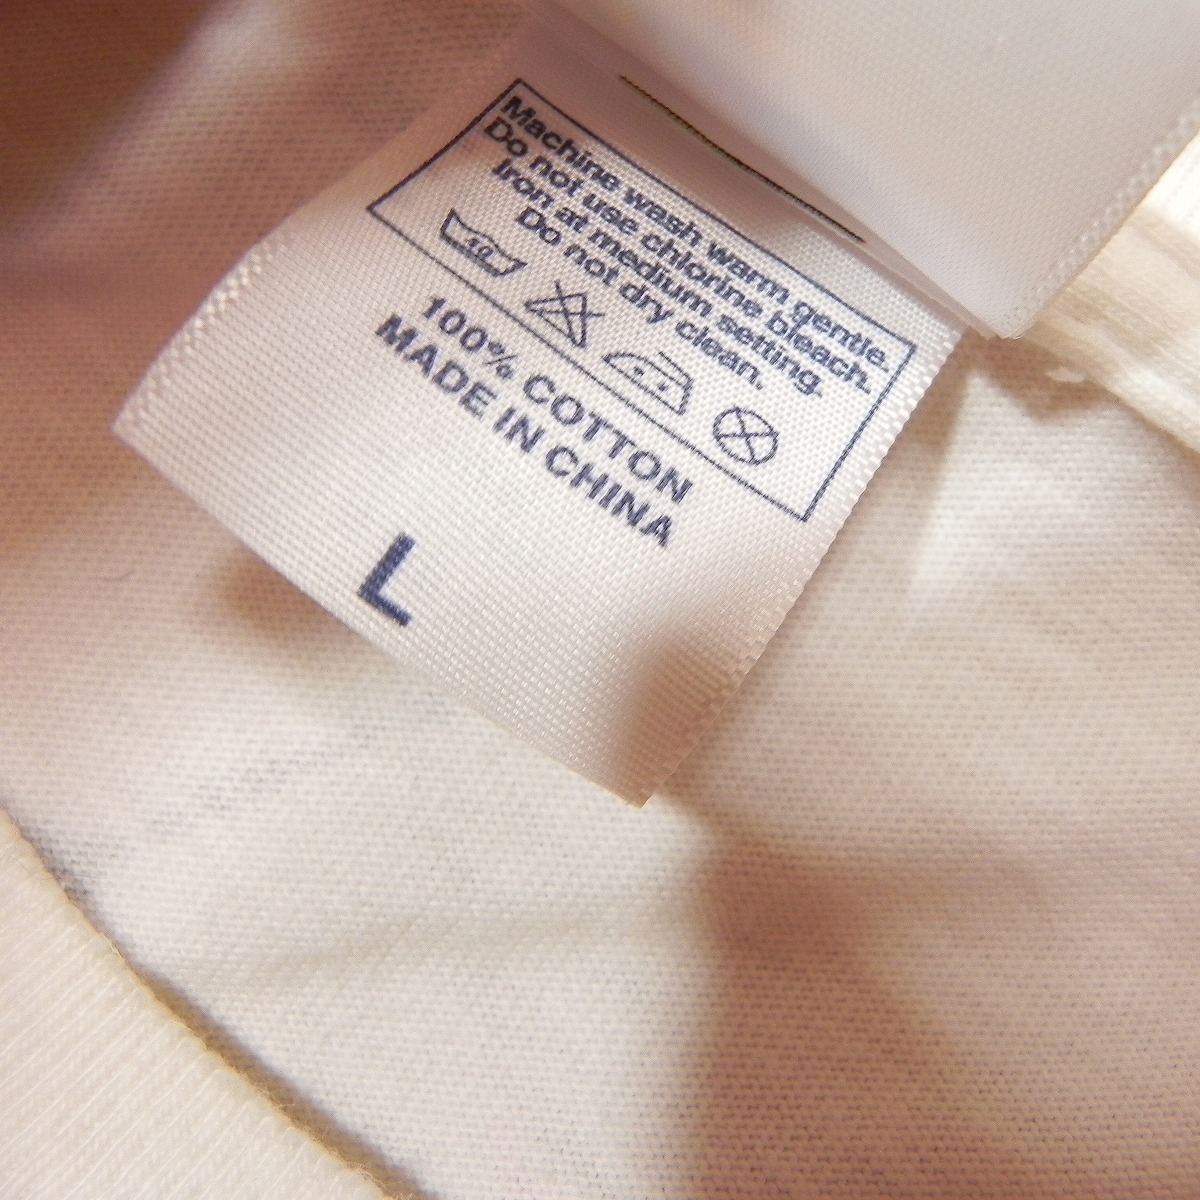 Machine wash warm gentle.
Do not use chlorine bleach.
Iron at medium setting.
Do not dry clean.
100% COTTON
MADE IN CHINA
L